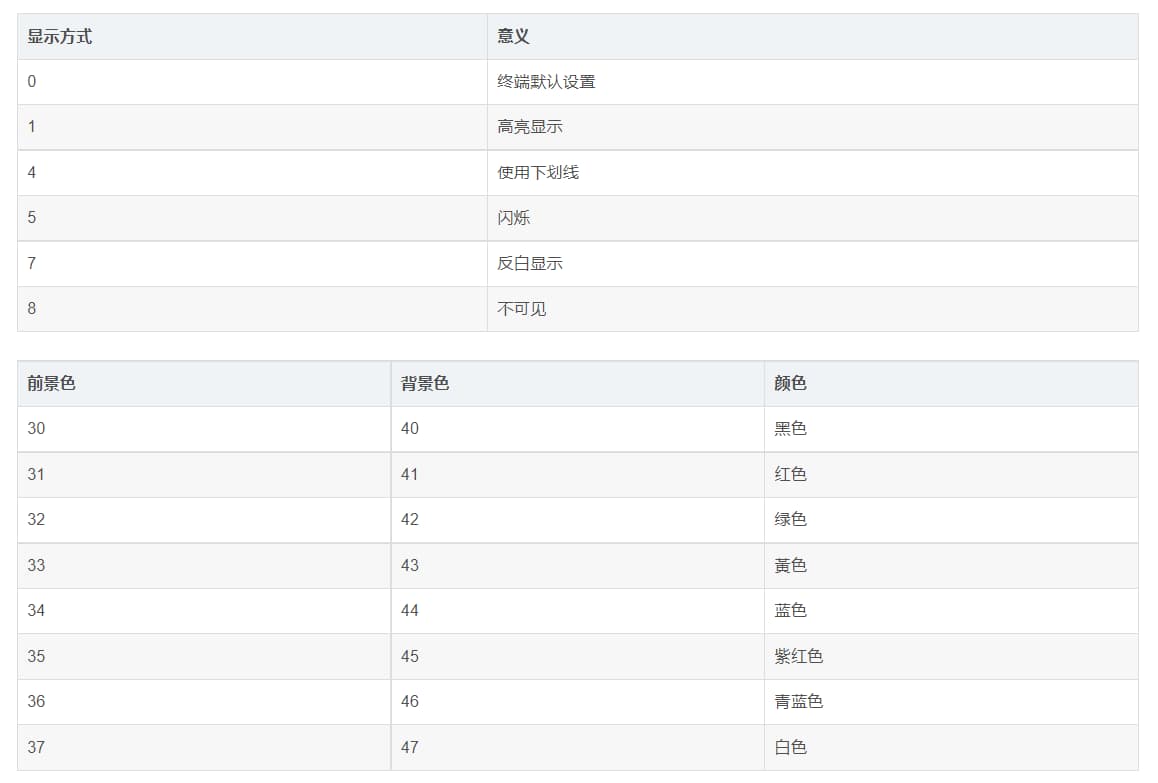 显示方式 意义
0 终端默认设置
1 高亮显示
4 使用下划线
5 闪烁
7 反白显示
8 不可见
前景色 背景色 颜色
30 40 黑色
31 41 红色
32 42 绿色
33 43 黃色
34 44 蓝色
35 45 紫红色
36 46 青蓝色
37 47 白色